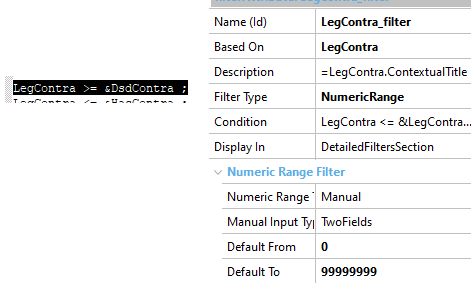 LegContra >= &DsdContra ;
LegContra <= &HasContra ;
Name (Id) LegContra_filter
Based On LegContra
Description =LegContra.ContextualTitle
Filter Type NumericRange
Condition LegContra <= &LegContra...
Display In DetailedFiltersSection
Numeric Range Filter
Numeric Range Manual
Manual Input Typ TwoFields
Default From 0
Default To 99999999